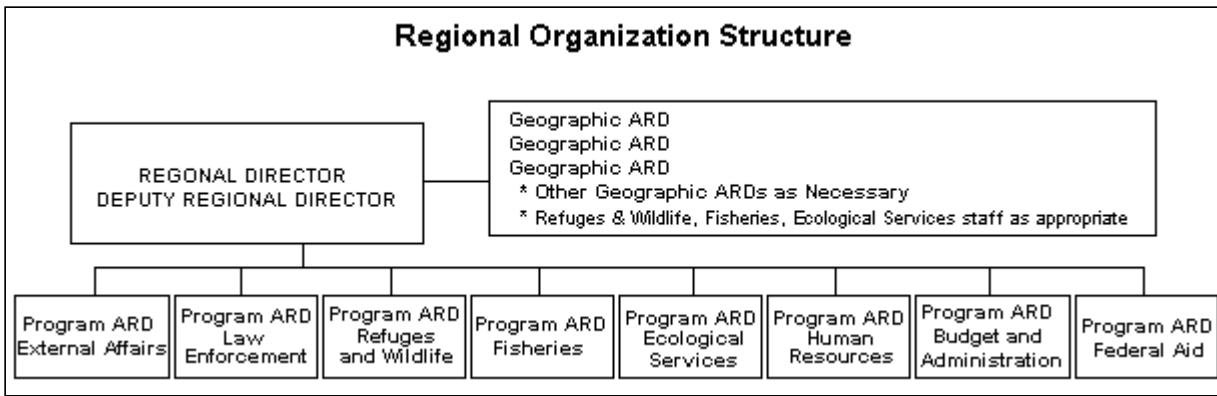 Regional Organization Structure
REGONAL DIRECTOR
DEPUTY REGIONAL DIRECTOR
Geographic ARD
Geographic ARD
Geographic ARD
* Other Geographic ARDs as Necessary
* Refuges & Wildlife, Fisheries, Ecological Services staff as appropriate
Program ARD
External Affairs
Program ARD
Law
Enforcement
Program ARD
Refuges
and Wildlife
Program ARD
Fisheries
Program ARD
Ecological
Services
Program ARD
Human
Resources
Program ARD
Budget and
Administration
Program ARD
Federal Aid